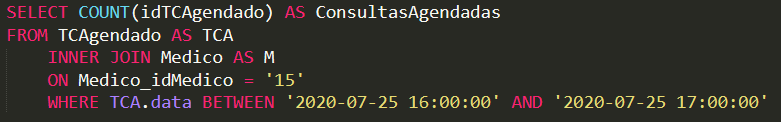 SELECT COUNT(idTCAgendado) AS ConsultasAgendadas
FROM TCAgendado AS TCA
    INNER JOIN Medico AS M
    ON Medico_idMedico = '15'
    WHERE TCA.data BETWEEN '2020-07-25 16:00:00' AND '2020-07-25 17:00:00'